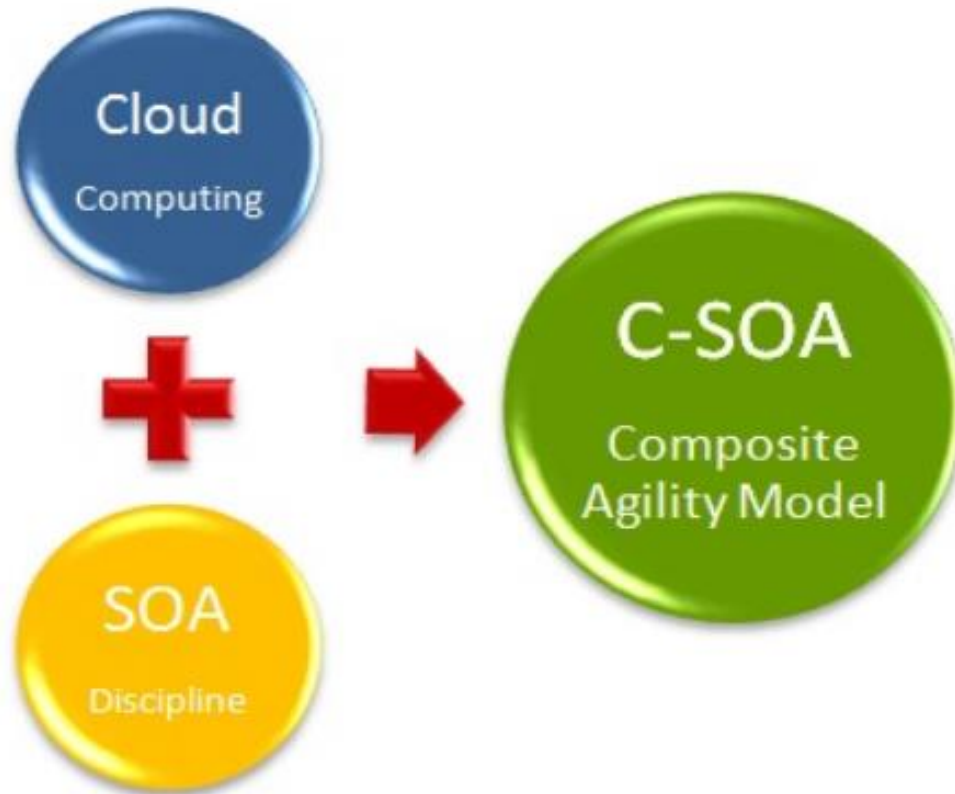 Cloud
Computing
SOA
Discipline
C-SOA
Composite
Agility Model